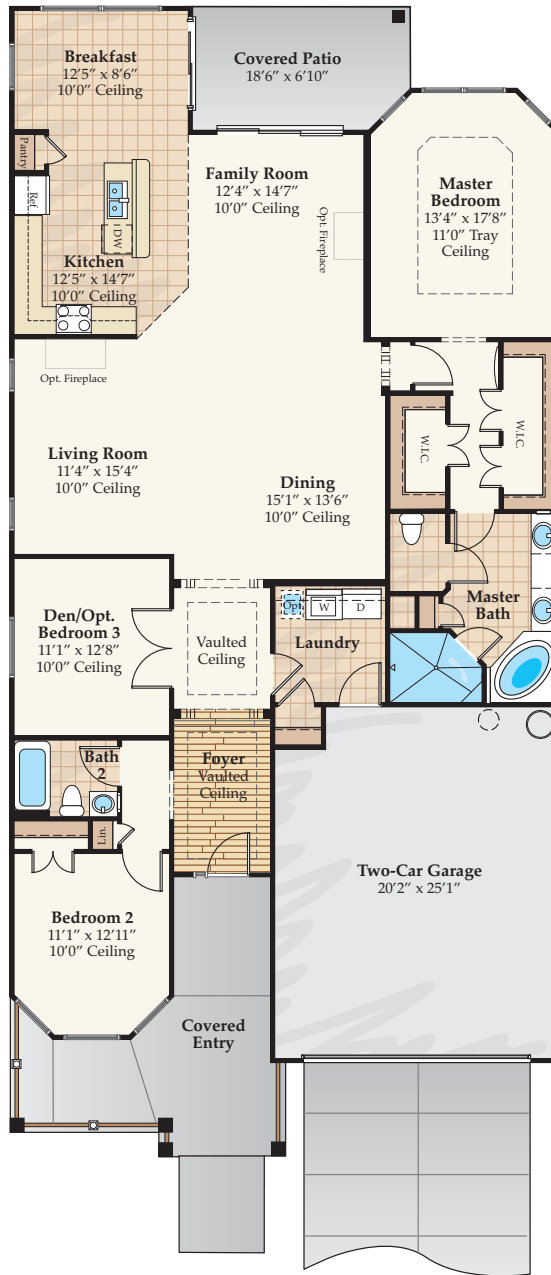 Breakfast
12'5" x 8'6"
10'0" Ceiling
Covered Patio
18'6" x 6'10"
Pantry
Ref.
DW
Kitchen
12'5" x 14'7"
10'0" Ceiling
Family Room
12'4" x 14'7"
10'0" Ceiling
Opt. Fireplace
Master
Bedroom
13'4" x 17'8"
11'0" Tray
Ceiling
Opt. Fireplace
W.I.C.
W.I.C.
Living Room
11'4" x 15'4"
10'0" Ceiling
Dining
15'1" x 13'6"
10'0" Ceiling
Den/Opt.
Bedroom 3
11'1" x 12'8"
10'0" Ceiling
Vaulted
Ceiling
Opt.
W
D
Laundry
Master
Bath
Bath
2
Lin.
Foyer
Vaulted
Ceiling
Two-Car Garage
20'2" x 25'1"
Bedroom 2
11'1" x 12'11"
10'0" Ceiling
Covered
Entry